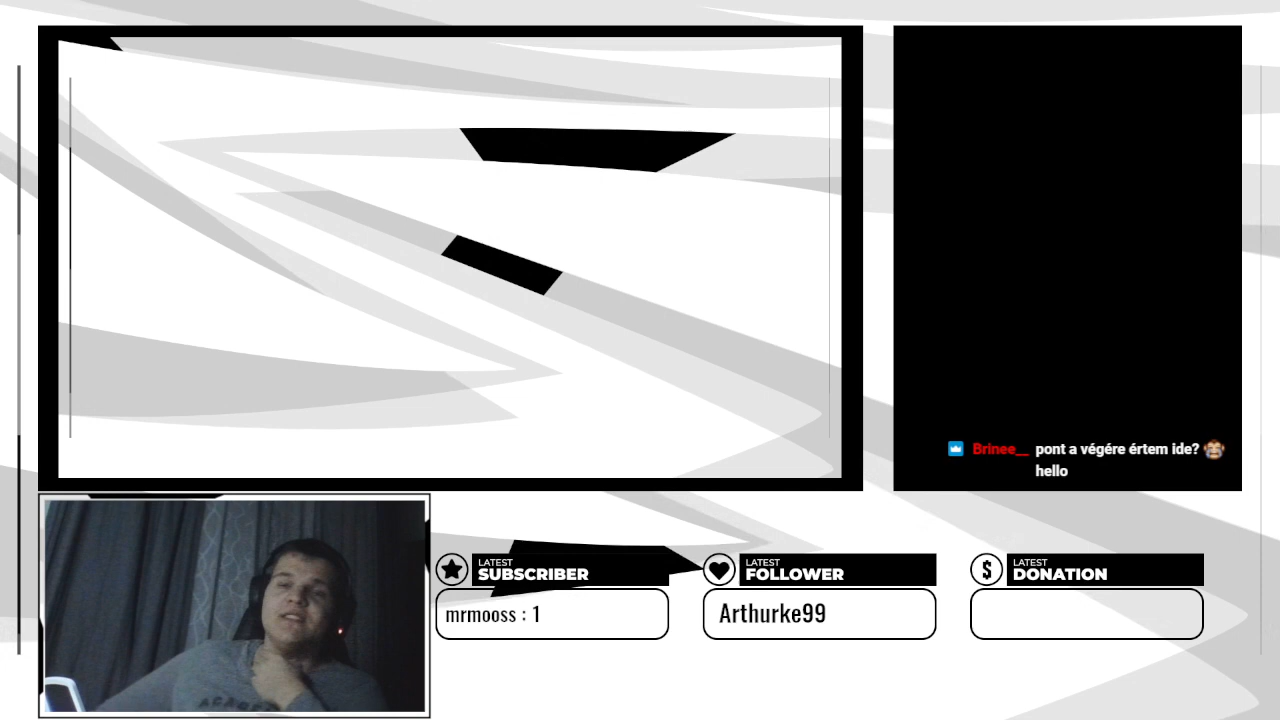 Brinee__ pont a végére értem ide?
hello
LATEST
SUBSCRIBER
mrmooss : 1
LATEST
FOLLOWER
Arthurke99
LATEST
DONATION